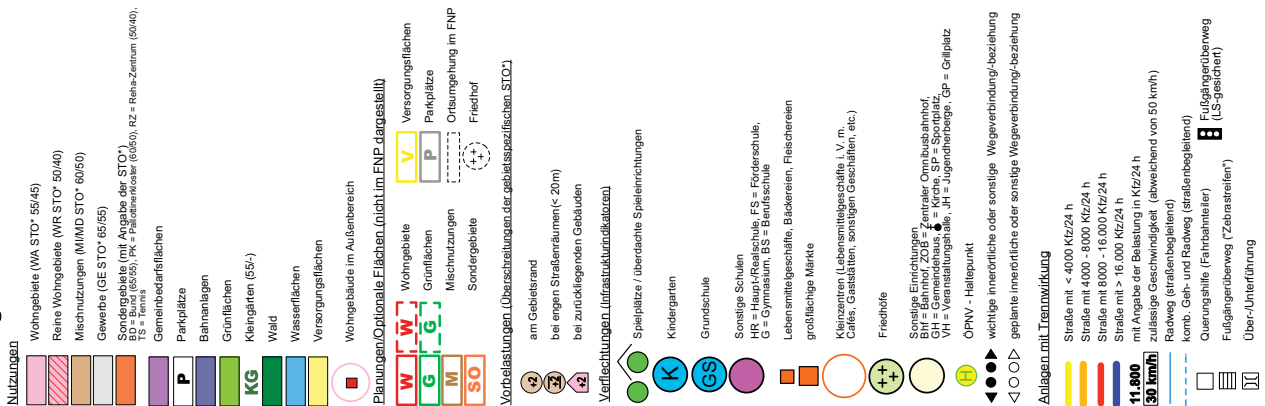 Nutzungen
Wohngebiete (WA STO* 55/45)
Reine Wohngebiete (WR STO* 50/40)
Mischnutzungen (MI/MD STO* 60/50)
Gewerbe (GE STO* 65/55)
Sondergebiete (mit Angabe der STO*)
BD = Bund (65/55), PK = Pallotinerkloster (60/50), RZ = Reha-Zentrum (50/40),
TS = Tennis
Gemeinbedarfsflächen
P Parkplätze
Bahnanlagen
Grünflächen
KG Kleingärten (55/-)
Wald
Wasserflächen
Versorgungsflächen
Wohngebäude im Außenbereich
Planungen/Optionale Flächen (nicht im FNP dargestellt)
W W Wohngebiete
G G Grünflächen
M Mischnutzungen
SO Sondergebiete
V Versorgungsflächen
P Parkplätze
Ortsumgehung im FNP
++ + Friedhof
Vorbelastungen (Überschreitungen der gebietsspezifischen STO*)
+2 am Gebietsrand
+2 bei engen Straßenräumen(< 20m)
+2 bei zurückliegenden Gebäuden
Verflechtungen (Infrastrukturindikatoren)
Spielplätze / überdachte Spieleinrichtungen
K Kindergarten
GS Grundschule
Sonstige Schulen
HR = Haupt-/Realschule, FS = Förderschule,
G = Gymnasium, BS = Berufsschule
Lebensmittelgeschäfte, Bäckereien, Fleischereien
großflächige Märkte
Kleinzentren (Lebensmittelgeschäfte i. V. m.
Cafés, Gaststätten, sonstigen Geschäften, etc.)
++ + Friedhöfe
Sonstige Einrichtungen
Bhf = Bahnhof, ZOB = Zentraler Omnibusbahnhof,
GH = Gemeindehaus, = Kirche, SP = Sportplatz,
VH = Veranstaltungshalle, JH = Jugendherberge, GP = Grillplatz
H ÖPNV - Haltepunkt
wichtige innerörtliche oder sonstige Wegeverbindung/-beziehung
geplante innerörtliche oder sonstige Wegeverbindung/-beziehung
Anlagen mit Trennwirkung
Straße mit < 4000 Kfz/24 h
Straße mit 4000 - 8000 Kfz/24 h
Straße mit 8000 - 16.000 Kfz/24 h
Straße mit > 16.000 Kfz/24 h
11.800 mit Angabe der Belastung in Kfz/24 h
30 km/h zulässige Geschwindigkeit (abweichend von 50 km/h)
Radweg (straßenbegleitend)
komb. Geh- und Radweg (straßenbegleitend)
Querungshilfe (Fahrbahnteiler)
Fußgängerüberweg ("Zebrastreifen")
Über-/Unterführung
Fußgängerüberweg
(LS-gesichert)